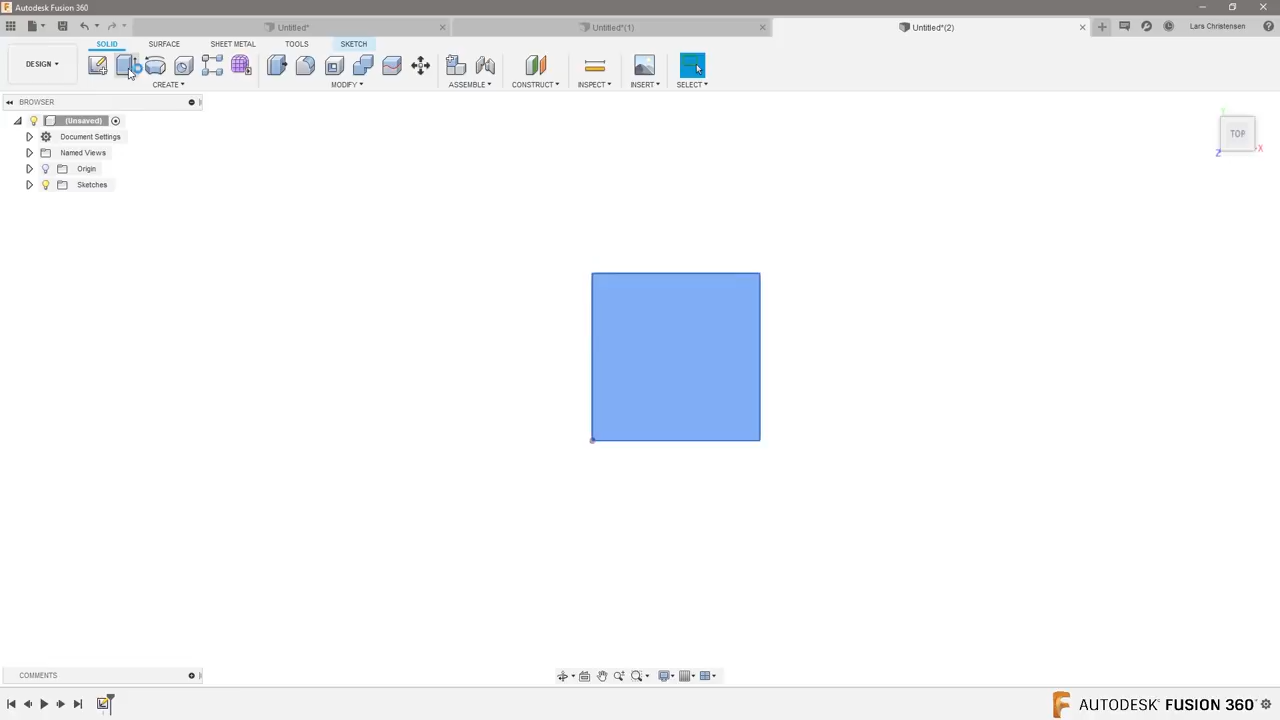 Autodesk Fusion 360
Untitled*
Untitled*(1)
Untitled*(2)
Lars Christensen
DESIGN
SOLID
SURFACE
SHEET METAL
TOOLS
SKETCH
CREATE
MODIFY
ASSEMBLE
CONSTRUCT
INSPECT
INSERT
SELECT
BROWSER
(Unsaved)
Document Settings
Named Views
Origin
Sketches
TOP
Y
X
Z
COMMENTS
AUTODESK® FUSION 360°